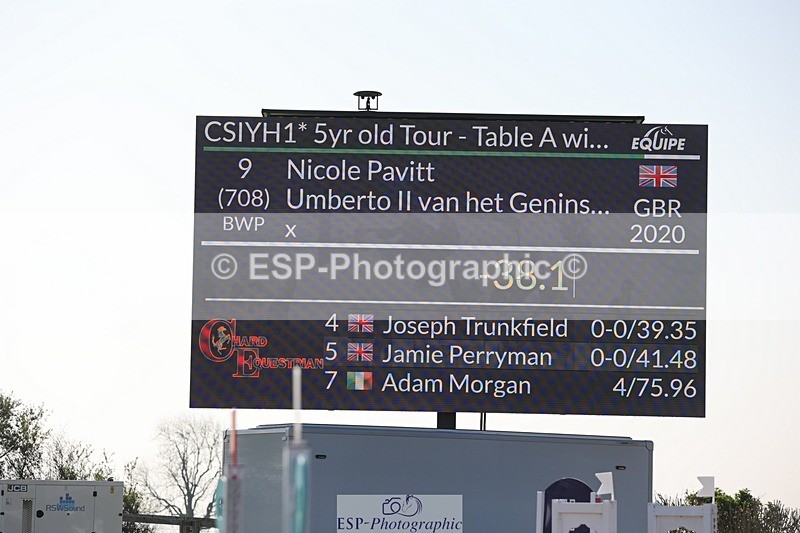 CSIYH1* 5yr old Tour - Table A wi...
EQUIPE
9 Nicole Pavitt
(708) Umberto II van het Genins... GBR
BWP x 2020
-38.1
© ESP-Photographic ©
4 Joseph Trunkfield 0-0/39.35
5 Jamie Perryman 0-0/41.48
7 Adam Morgan 4/75.96
CHARD
EQUESTRIAN
JCB
RSWSound
ESP-Photographic